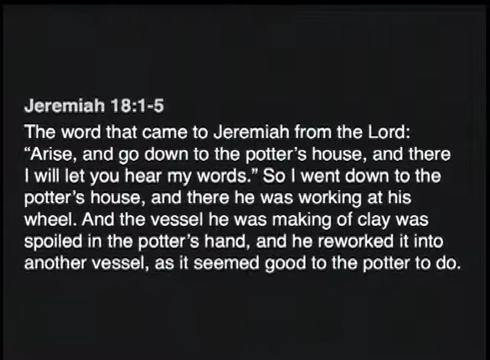 Jeremiah 18:1-5
The word that came to Jeremiah from the Lord:
“Arise, and go down to the potter’s house, and there
I will let you hear my words.” So I went down to the
potter’s house, and there he was working at his
wheel. And the vessel he was making of clay was
spoiled in the potter’s hand, and he reworked it into
another vessel, as it seemed good to the potter to do.